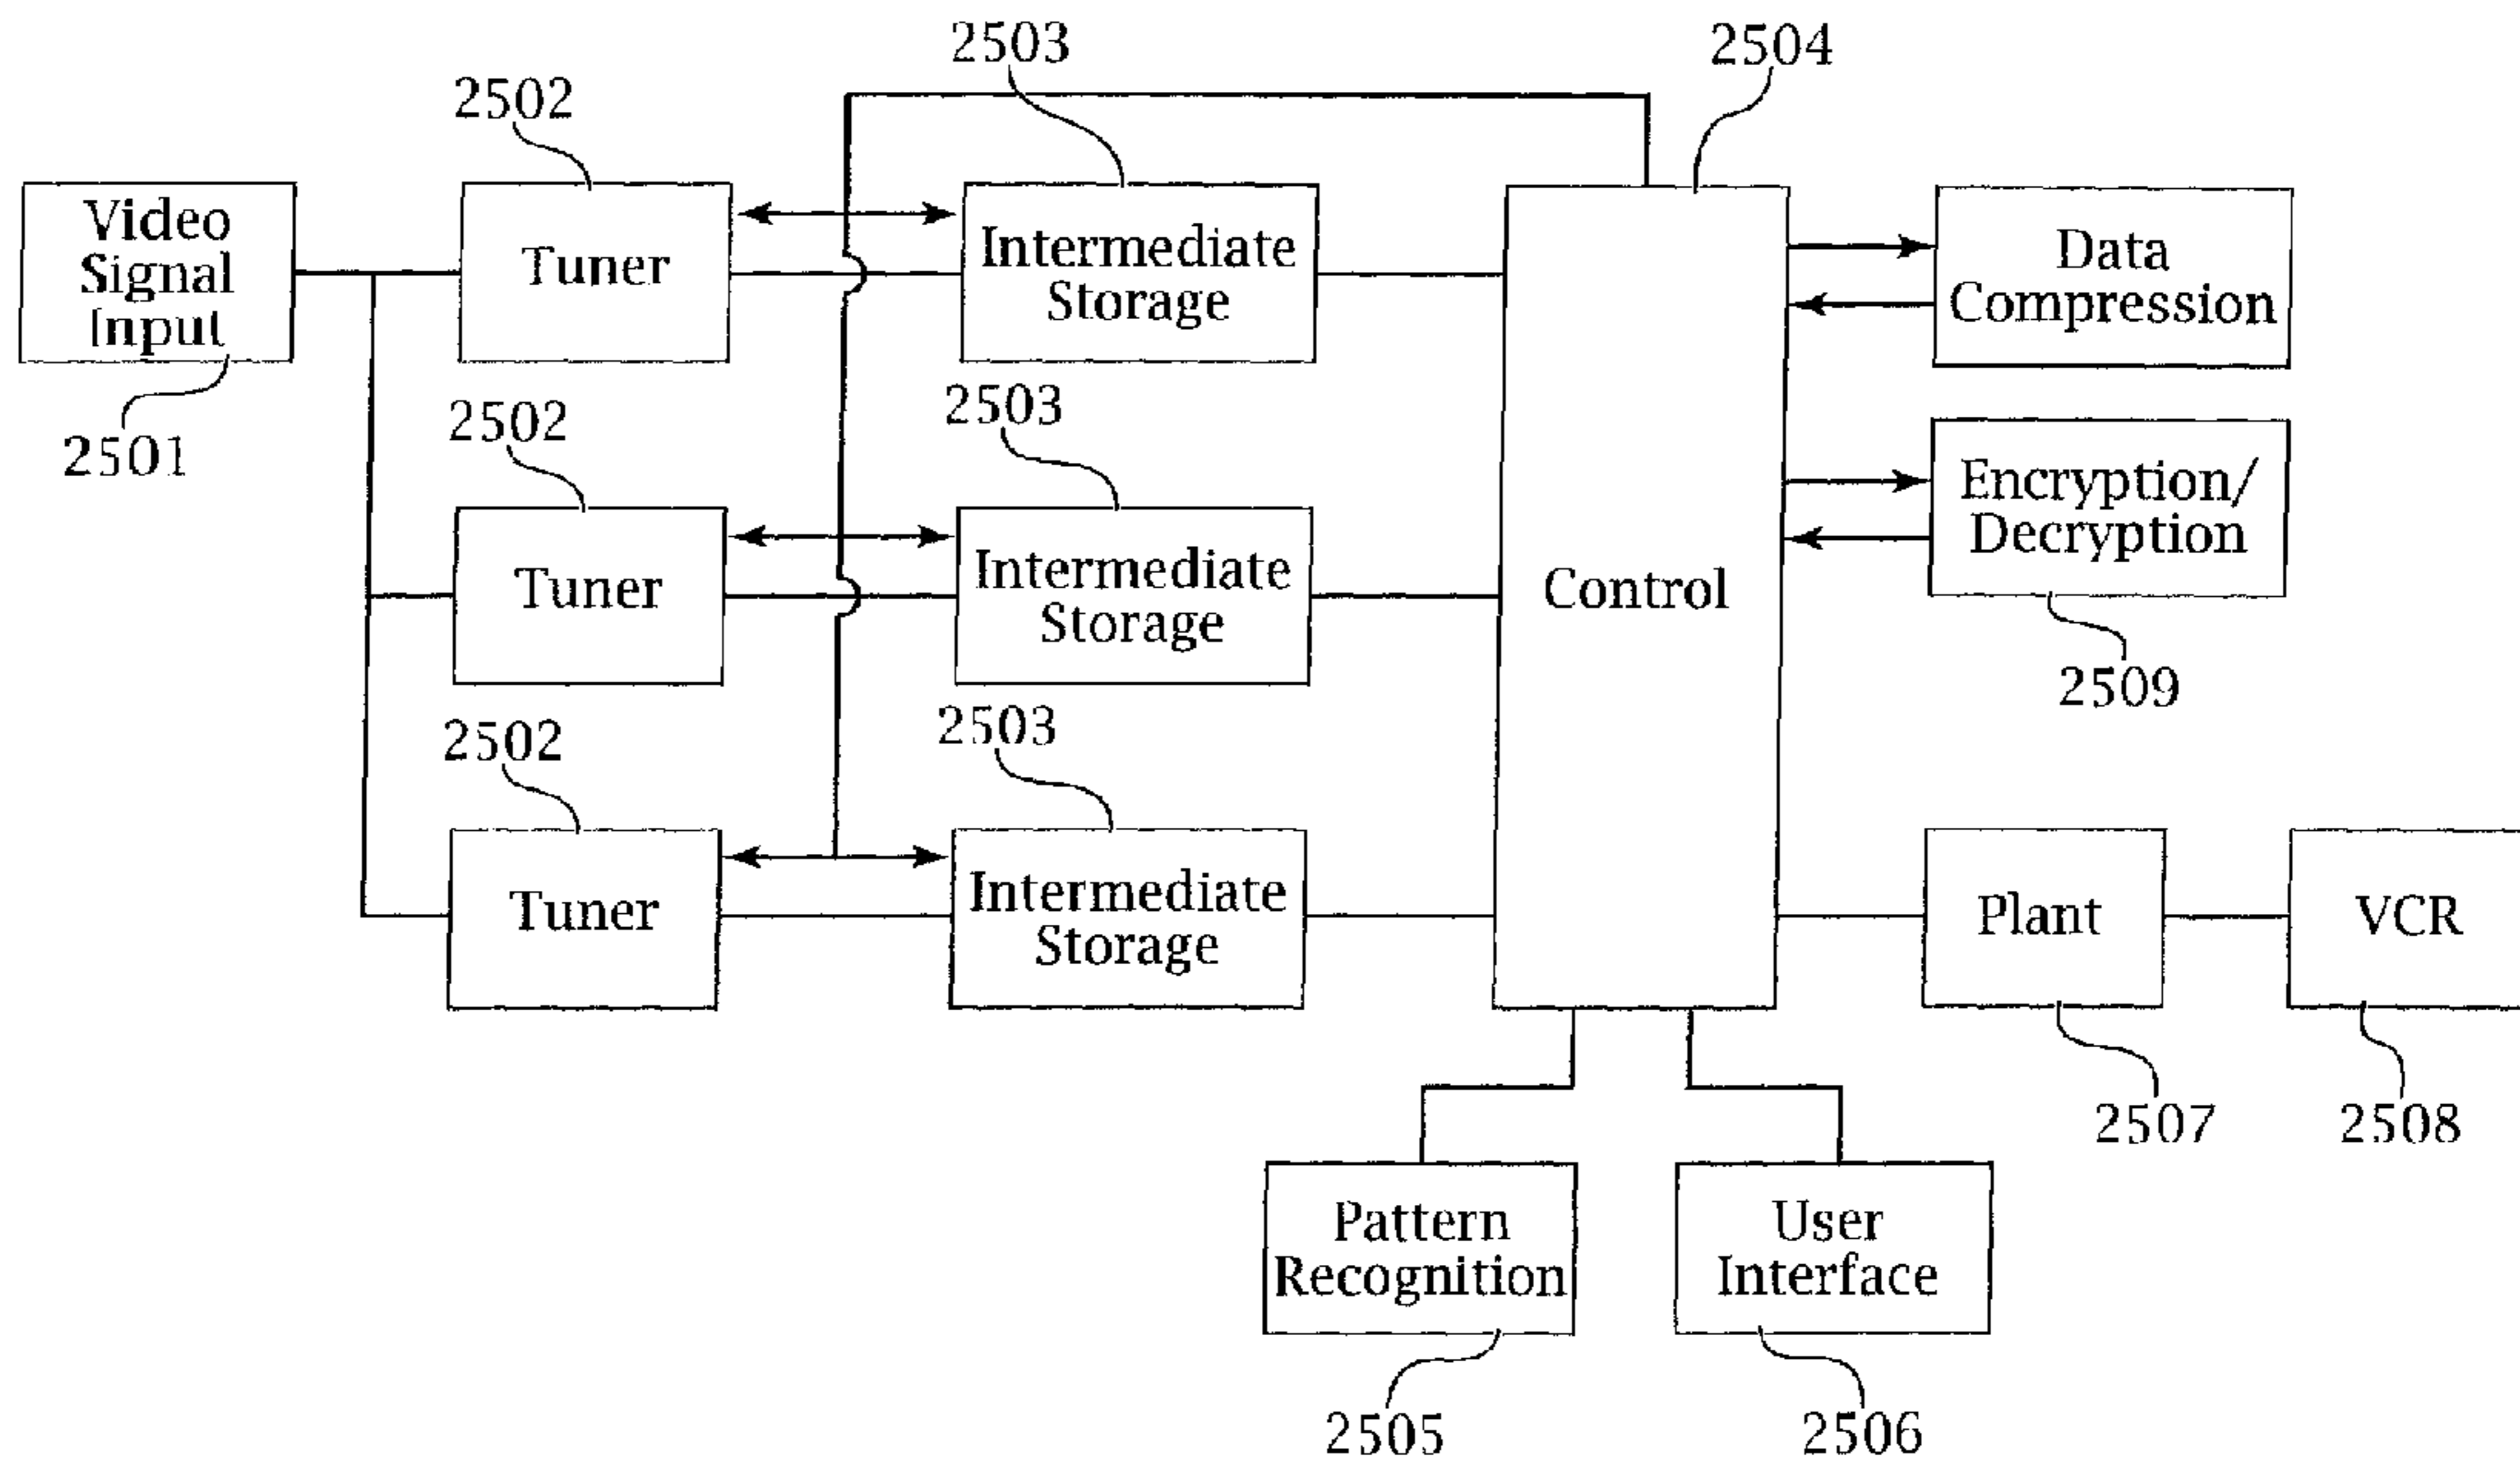 2503
2504
2502
Video
Signal
Input
Tuner
Intermediate
Storage
Data
Compression
2501
2502
2503
Encryption/
Decryption
Tuner
Intermediate
Storage
Control
2509
2502
2503
Tuner
Intermediate
Storage
Plant
VCR
2507
2508
Pattern
Recognition
User
Interface
2505
2506